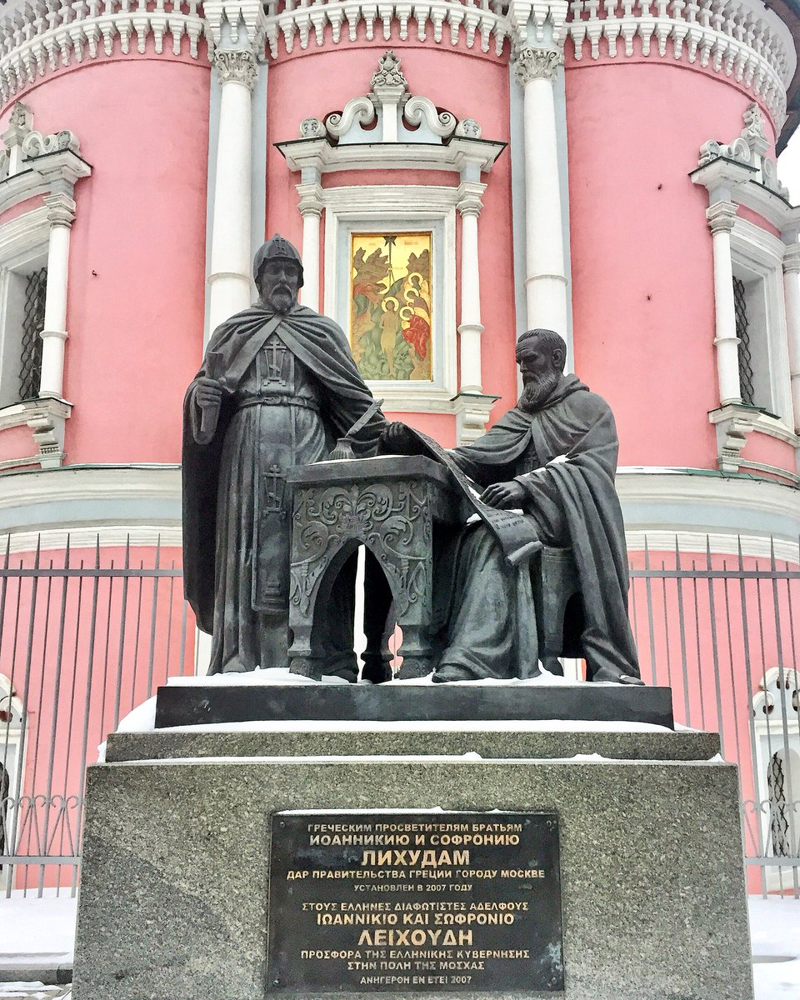 ГРЕЧЕСКИМ ПРОСВЕТИТЕЛЯМ БРАТЬЯМ
ИОАННИКИЮ И СОФРОНИЮ
ЛИХУДАМ
ДАР ПРАВИТЕЛЬСТВА ГРЕЦИИ ГОРОДУ МОСКВЕ
УСТАНОВЛЕН В 2007 ГОДУ
ΣΤΟΥΣ ΕΛΛΗΝΕΣ ΔΙΑΦΩΤΙΣΤΕΣ ΑΔΕΛΦΟΥΣ
ΙΩΑΝΝΙΚΙΟ ΚΑΙ ΣΩΦΡΟΝΙΟ
ΛΕΙΧΟΥΔΗ
ΠΡΟΣΦΟΡΑ ΤΗΣ ΕΛΛΗΝΙΚΗΣ ΚΥΒΕΡΝΗΣΗΣ
ΣΤΗΝ ΠΟΛΗ ΤΗΣ ΜΟΣΧΑΣ
ΑΝΗΓΕΡΘΗ ΕΝ ΕΤΕΙ 2007